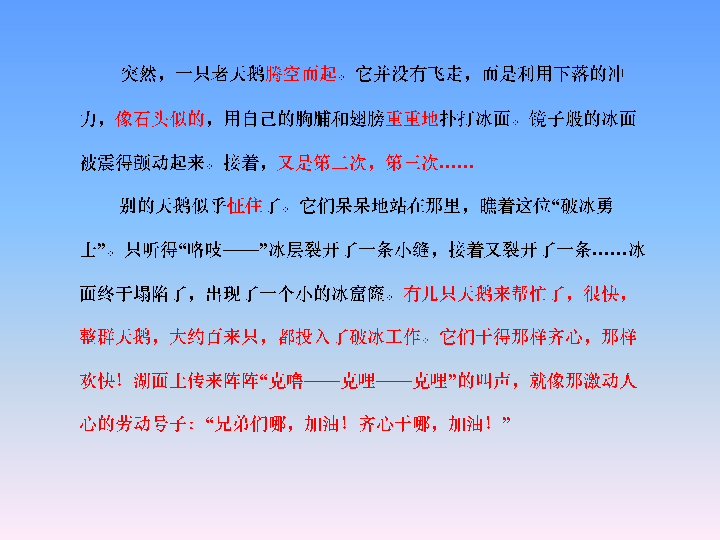 突然，一只老天鹅腾空而起。它并没有飞走，而是利用下落的冲
力，像石头似的，用自己的胸脯和翅膀重重地扑打冰面。镜子般的冰面
被震得颤动起来。接着，又是第二次，第三次……
别的天鹅似乎怔住了。它们呆呆地站在那里，瞧着这位“破冰勇
士”。只听得“咯吱——”冰层裂开了一条小缝，接着又裂开了一条……冰
面终于塌陷了，出现了一个小的冰窟窿。有几只天鹅来帮忙了，很快，
整群天鹅，大约百来只，都投入了破冰工作。它们干得那样齐心，那样
欢快！湖面上传来阵阵“克噜——克哩——克哩”的叫声，就像那激动人
心的劳动号子：“兄弟们哪，加油！齐心干哪，加油！”